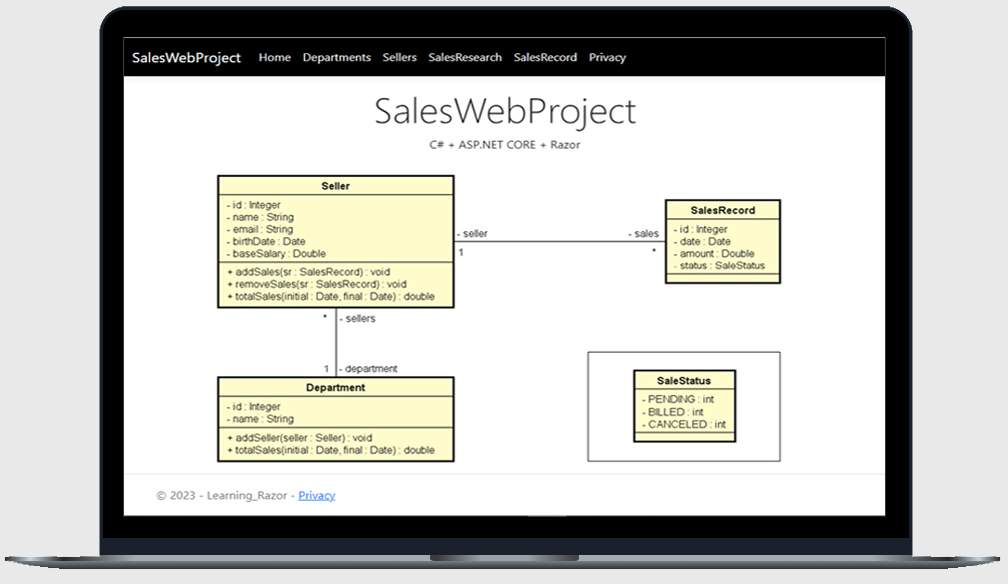 SalesWebProject Home Departments Sellers SalesResearch SalesRecord Privacy
SalesWebProject
C# + ASP.NET CORE + Razor
Seller
- id : Integer
- name : String
- email : String
- birthDate : Date
- baseSalary : Double
+ addSales(sr : SalesRecord) : void
+ removeSales(sr : SalesRecord) : void
+ totalSales(initial : Date, final : Date) : double
- seller
1
- sales
*
SalesRecord
- id : Integer
- date : Date
- amount : Double
- status : SaleStatus
* - sellers
1 - department
Department
- id : Integer
- name : String
+ addSeller(seller : Seller) : void
+ totalSales(initial : Date, final : Date) : double
SaleStatus
- PENDING : int
- BILLED : int
- CANCELED : int
© 2023 - Learning_Razor - Privacy